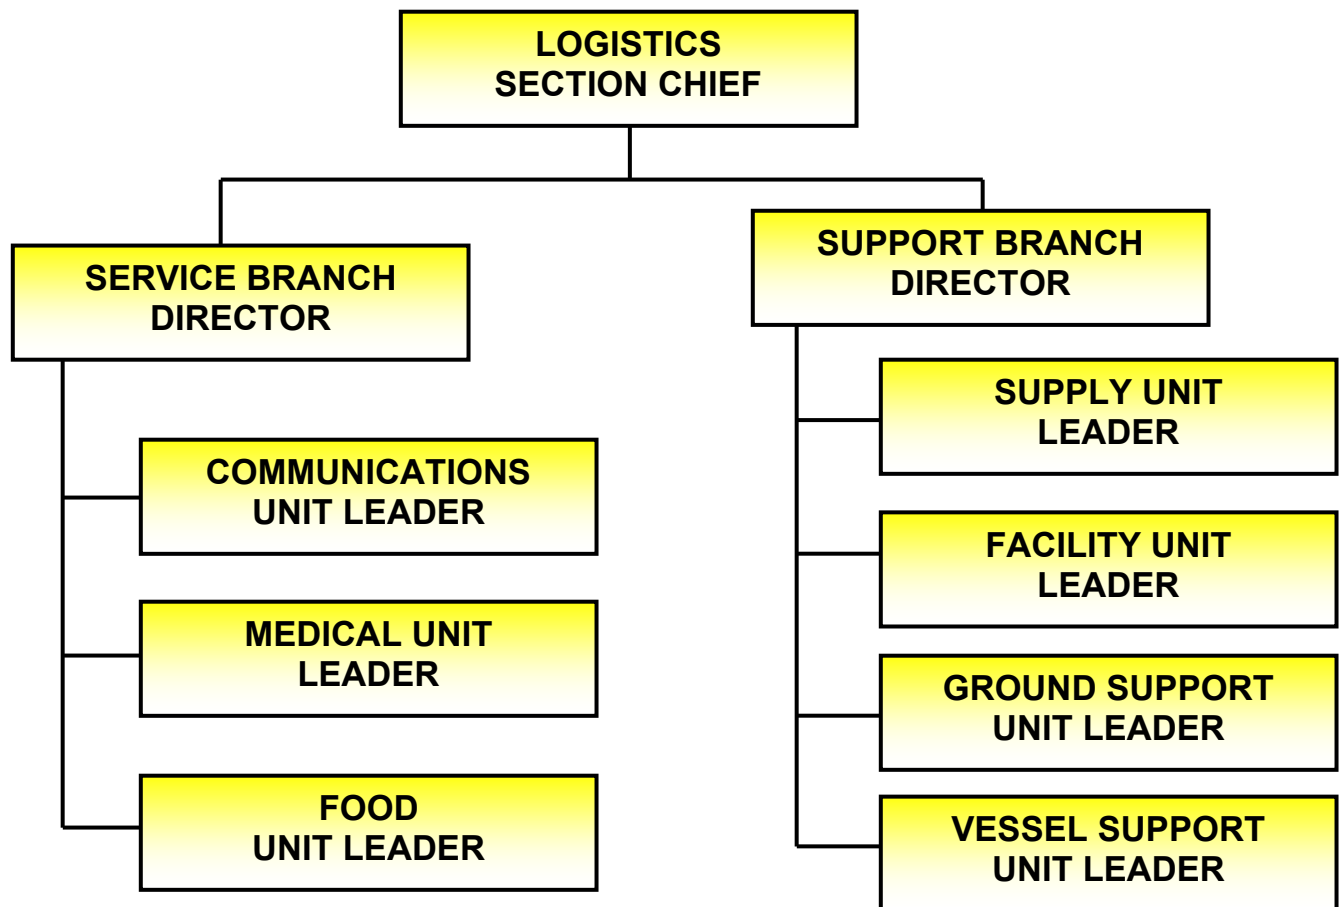 LOGISTICS
SECTION CHIEF
SERVICE BRANCH
DIRECTOR
COMMUNICATIONS
UNIT LEADER
MEDICAL UNIT
LEADER
FOOD
UNIT LEADER
SUPPORT BRANCH
DIRECTOR
SUPPLY UNIT
LEADER
FACILITY UNIT
LEADER
GROUND SUPPORT
UNIT LEADER
VESSEL SUPPORT
UNIT LEADER